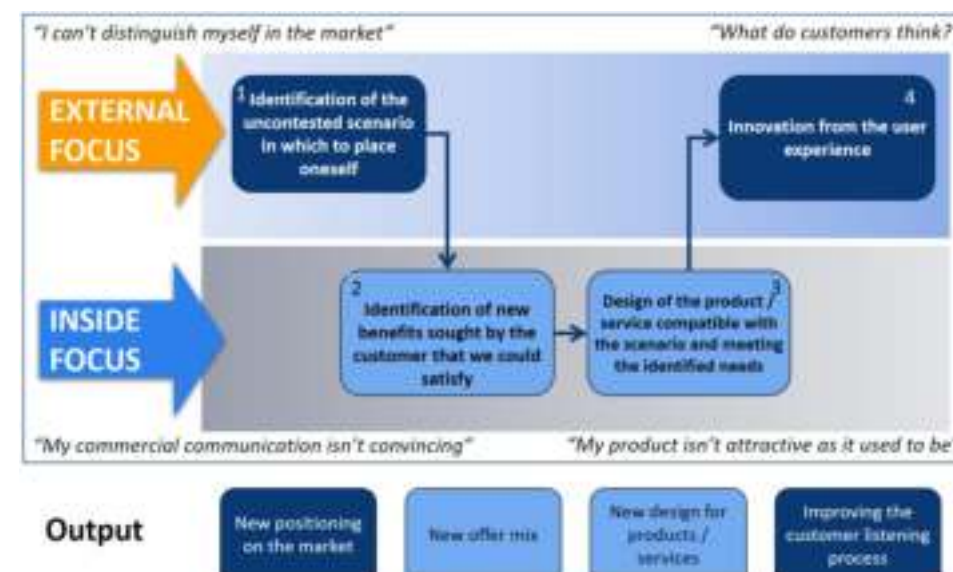 "I can't distinguish myself in the market"
"What do customers think?
EXTERNAL
FOCUS
1
Identification of the
uncontested scenario
in which to place
oneself
4
Innovation from the user
experience
INSIDE
FOCUS
2
Identification of new
benefits sought by the
customer that we could
satisfy
3
Design of the product /
service compatible with
the scenario and meeting
the identified needs
"My commercial communication isn't convincing"
"My product isn't attractive as it used to be"
Output
New positioning
on the market
New offer mix
New design for
products /
services
Improving the
customer listening
process